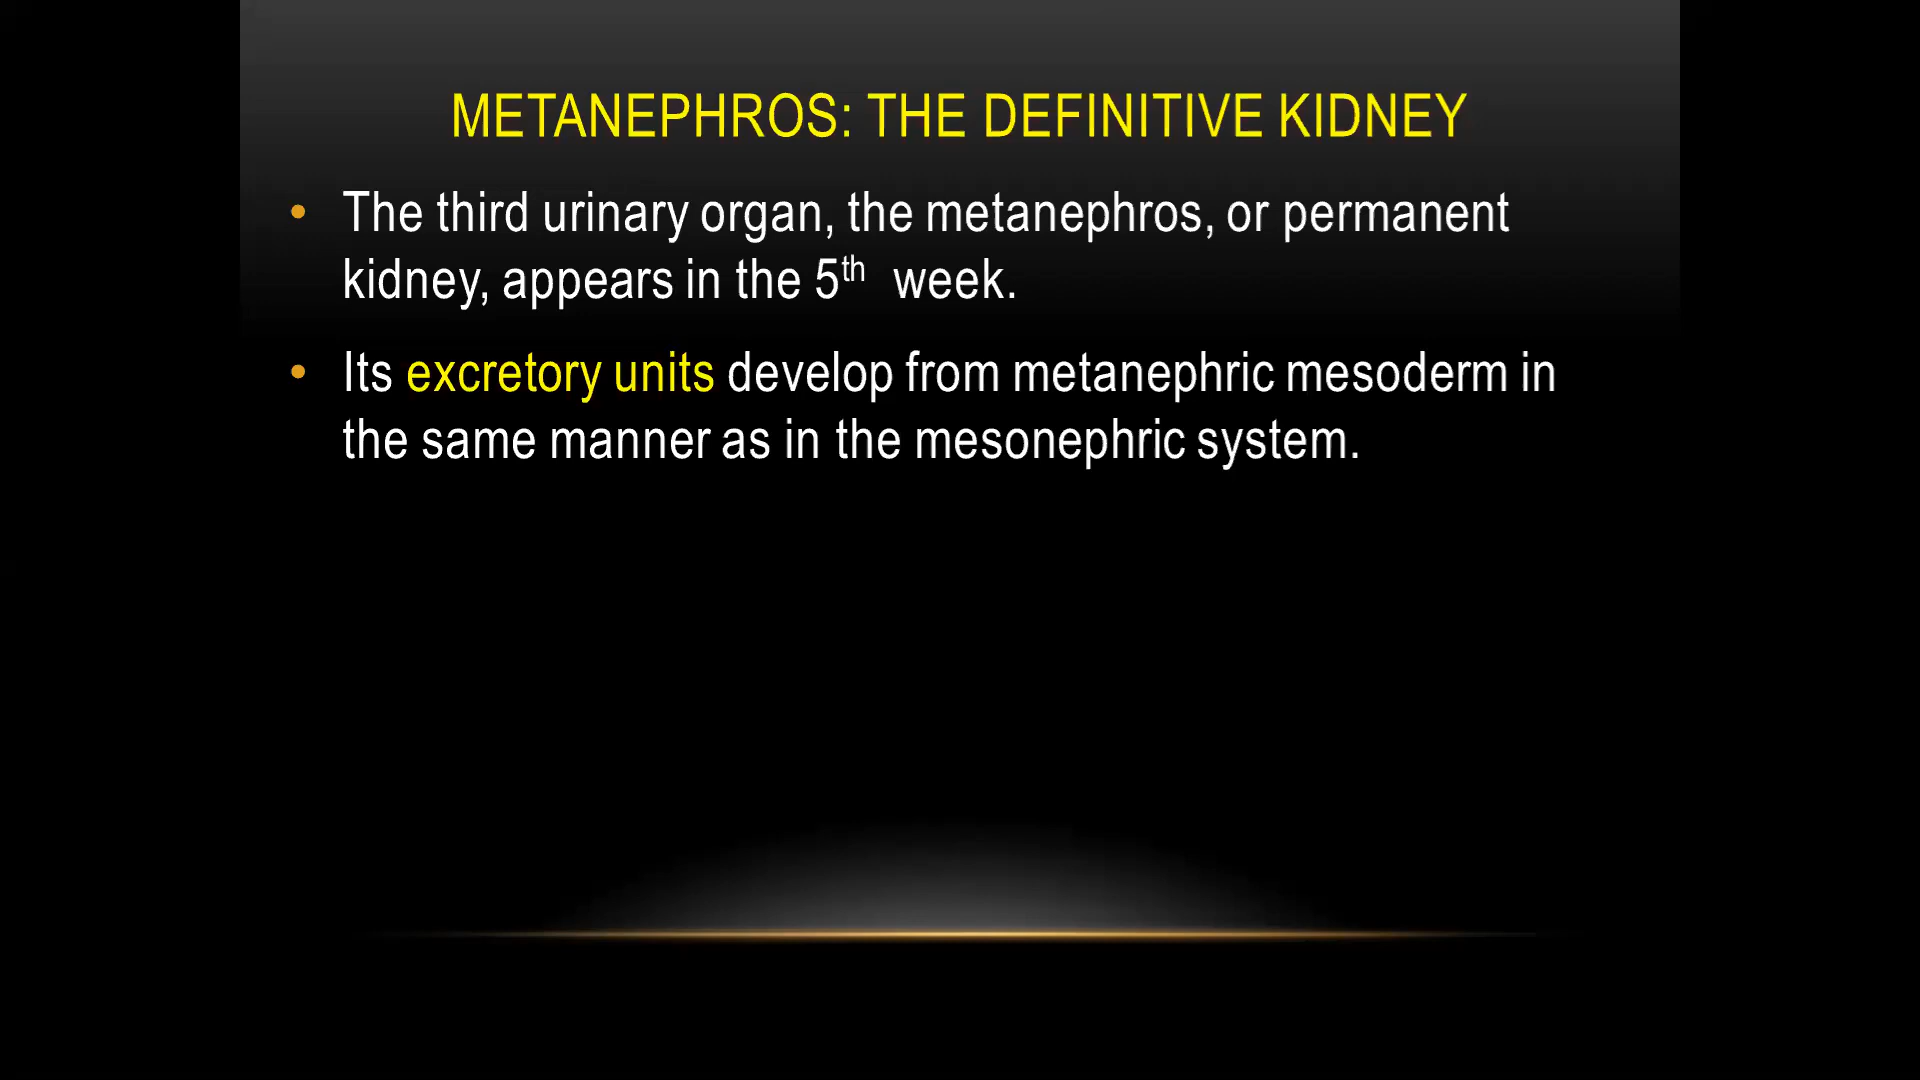 METANEPHROS: THE DEFINITIVE KIDNEY
• The third urinary organ, the metanephros, or permanent
kidney, appears in the 5th week.
• Its excretory units develop from metanephric mesoderm in
the same manner as in the mesonephric system.